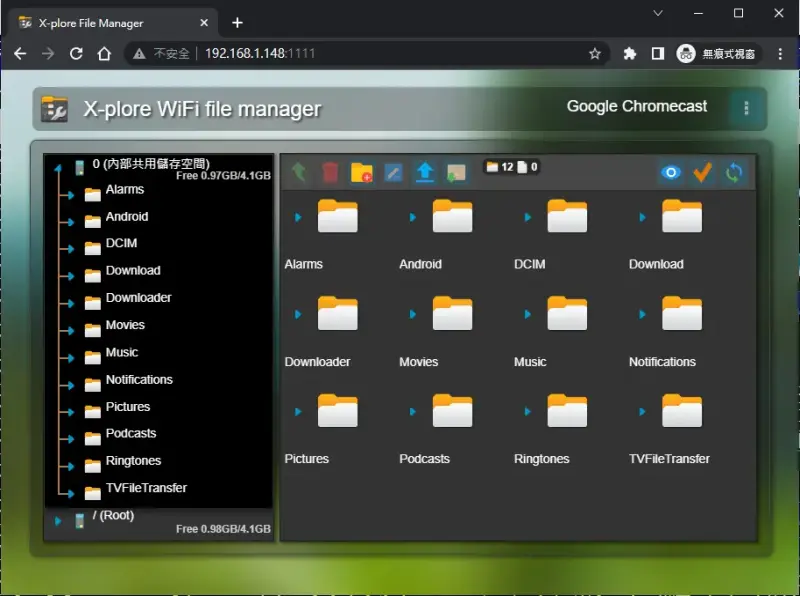 X-plore File Manager
不安全
192.168.1.148:1111
無痕式視窗
X-plore WiFi file manager
Google Chromecast
0 (內部共用儲存空間)
Free 0.97GB/4.1GB
Alarms
Android
DCIM
Download
Downloader
Movies
Music
Notifications
Pictures
Podcasts
Ringtones
TVFileTransfer
/ (Root)
Free 0.98GB/4.1GB
12 0
Alarms Android DCIM Download
Downloader Movies Music Notifications
Pictures Podcasts Ringtones TVFileTransfer